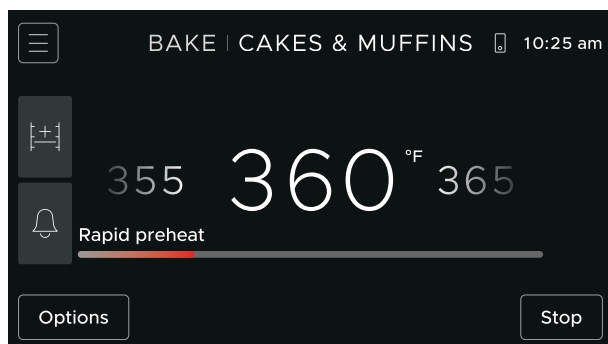 BAKE | CAKES & MUFFINS 10:25 am
355 360 °F 365
Rapid preheat
Options Stop